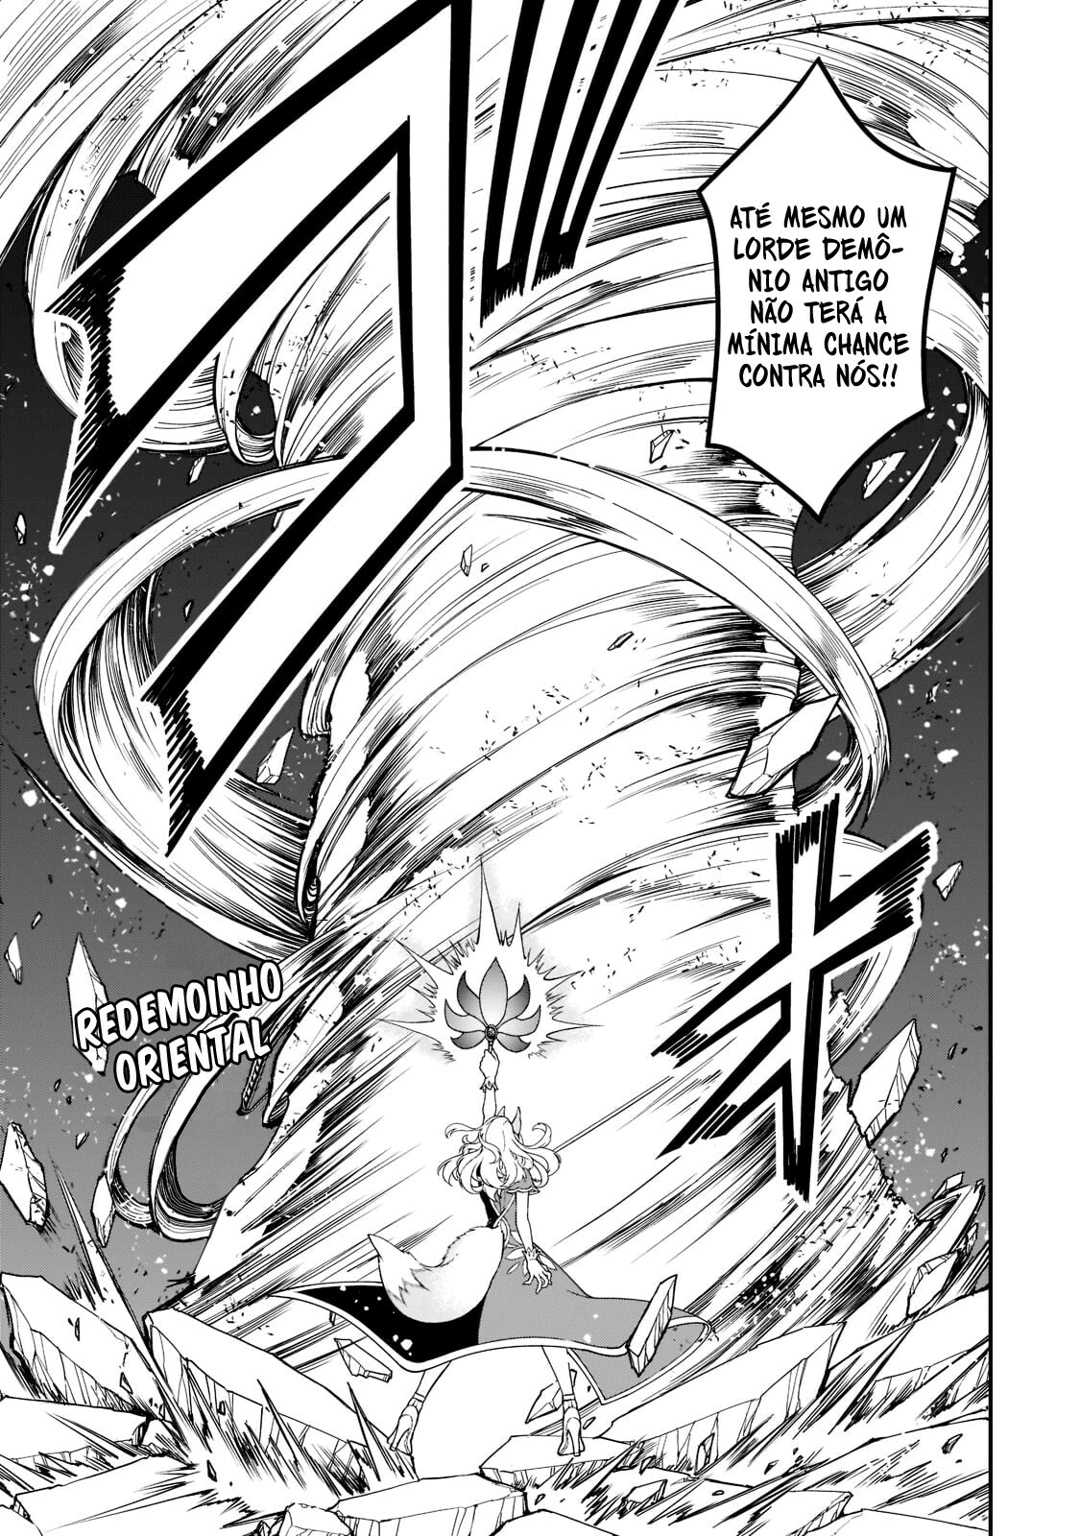 ATÉ MESMO UM
LORDE DEMÔ-
NIO ANTIGO
NÃO TERÁ A
MÍNIMA CHANCE
CONTRA NÓS!!
REDEMOINHO
ORIENTAL